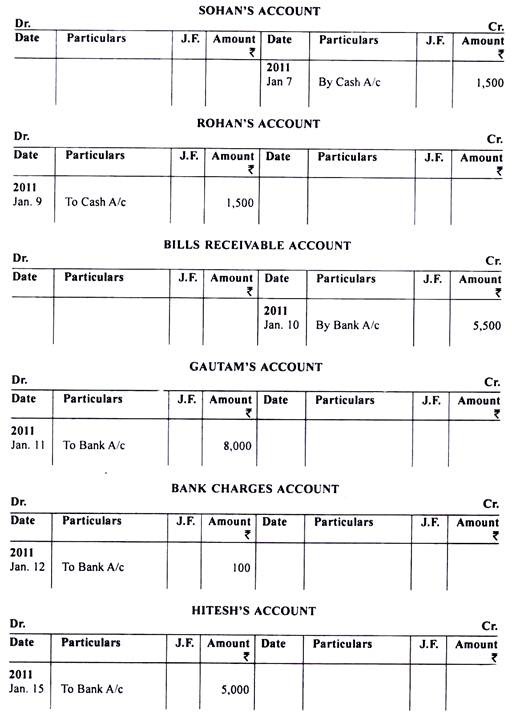 SOHAN'S ACCOUNT
Dr. Cr.
Date Particulars J.F. Amount Date Particulars J.F. Amount
₹ ₹
2011
Jan 7 By Cash A/c 1,500
ROHAN'S ACCOUNT
Dr. Cr.
Date Particulars J.F. Amount Date Particulars J.F. Amount
₹ ₹
2011
Jan. 9 To Cash A/c 1,500
BILLS RECEIVABLE ACCOUNT
Dr. Cr.
Date Particulars J.F. Amount Date Particulars J.F. Amount
₹ ₹
2011
Jan. 10 By Bank A/c 5,500
GAUTAM'S ACCOUNT
Dr. Cr.
Date Particulars J.F. Amount Date Particulars J.F. Amount
₹ ₹
2011
Jan. 11 To Bank A/c 8,000
BANK CHARGES ACCOUNT
Dr. Cr.
Date Particulars J.F. Amount Date Particulars J.F. Amount
₹ ₹
2011
Jan. 12 To Bank A/c 100
HITESH'S ACCOUNT
Dr. Cr.
Date Particulars J.F. Amount Date Particulars J.F. Amount
₹ ₹
2011
Jan. 15 To Bank A/c 5,000